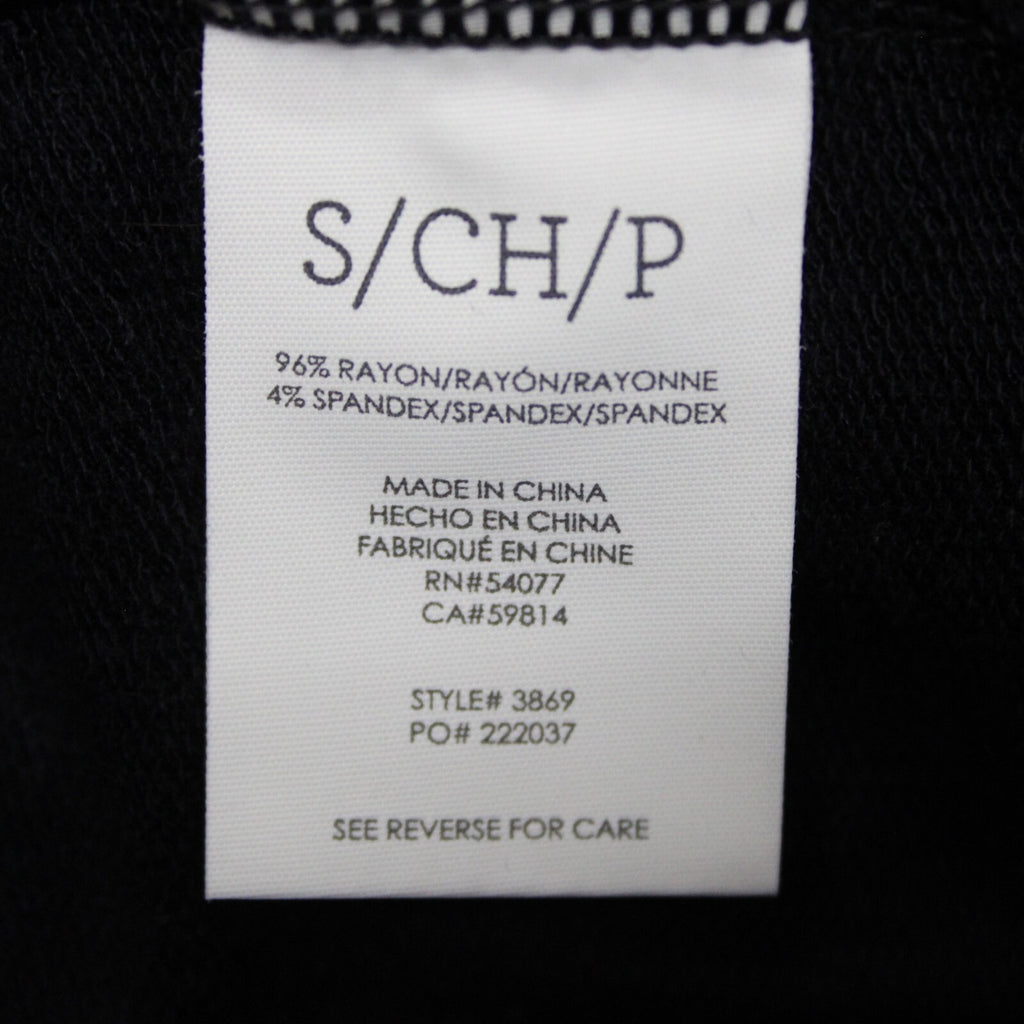 S/CH/P
96% RAYON/RAYÓN/RAYONNE
4% SPANDEX/SPANDEX/SPANDEX
MADE IN CHINA
HECHO EN CHINA
FABRIQUÉ EN CHINE
RN#54077
CA#59814
STYLE# 3869
PO# 222037
SEE REVERSE FOR CARE